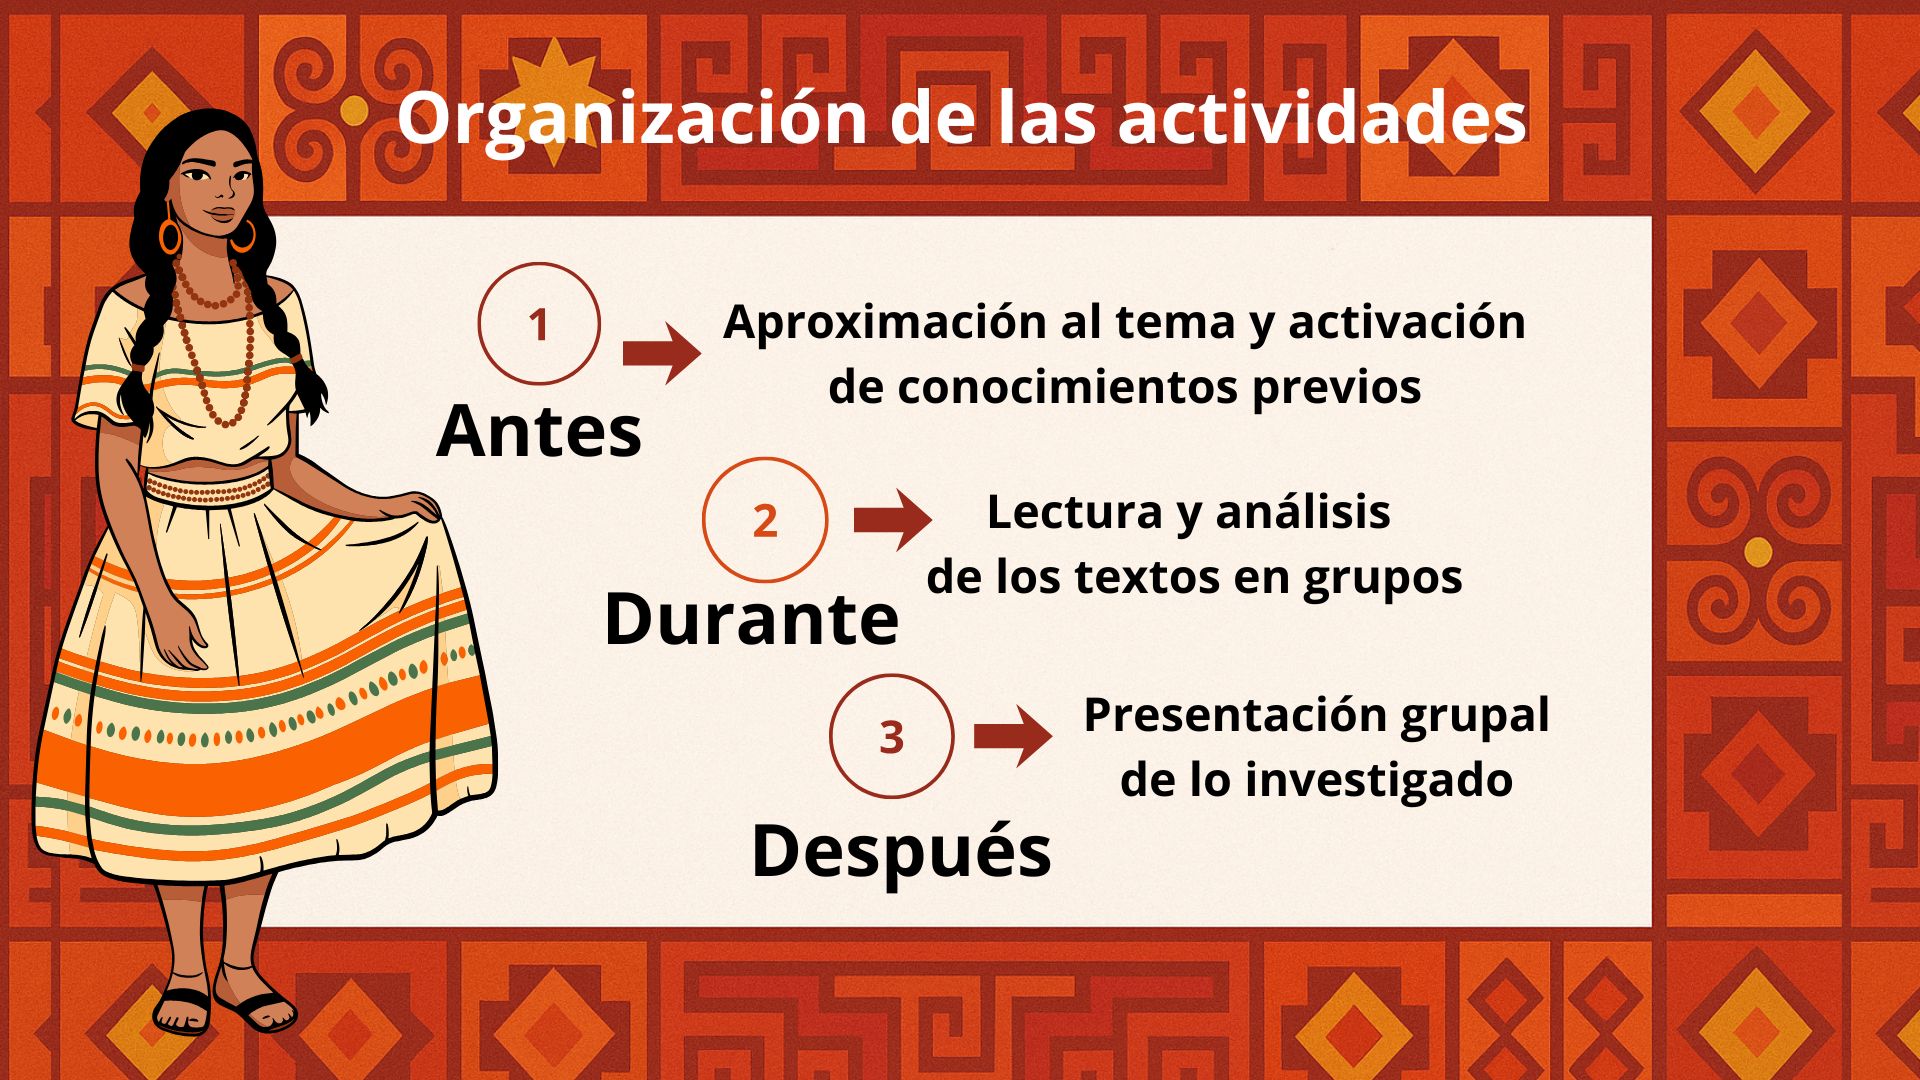 Organización de las actividades
1
Aproximación al tema y activación
de conocimientos previos
Antes
2
Lectura y análisis
de los textos en grupos
Durante
3
Presentación grupal
de lo investigado
Después